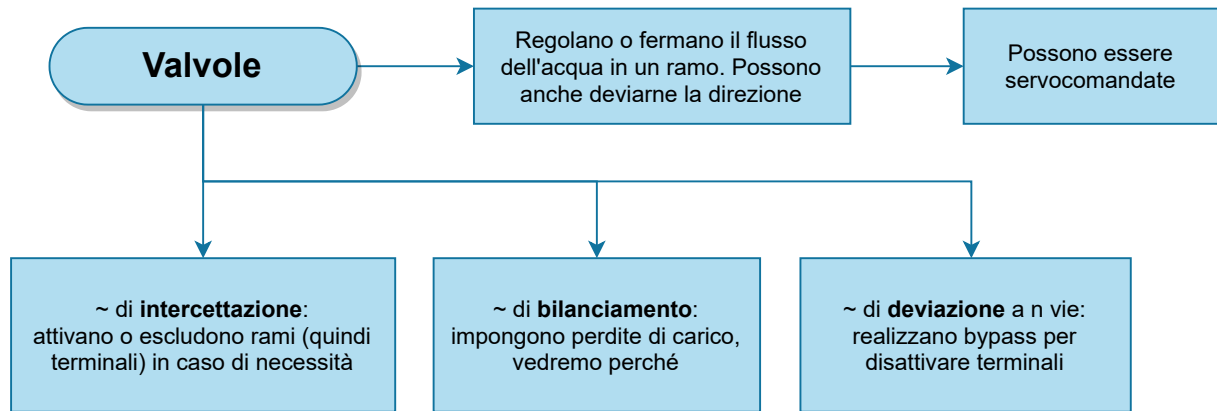 Valvole
Regolano o fermano il flusso
dell'acqua in un ramo. Possono
anche deviarne la direzione
Possono essere
servocomandate
~ di intercettazione:
attivano o escludono rami (quindi
terminali) in caso di necessità
~ di bilanciamento:
impongono perdite di carico,
vedremo perché
~ di deviazione a n vie:
realizzano bypass per
disattivare terminali